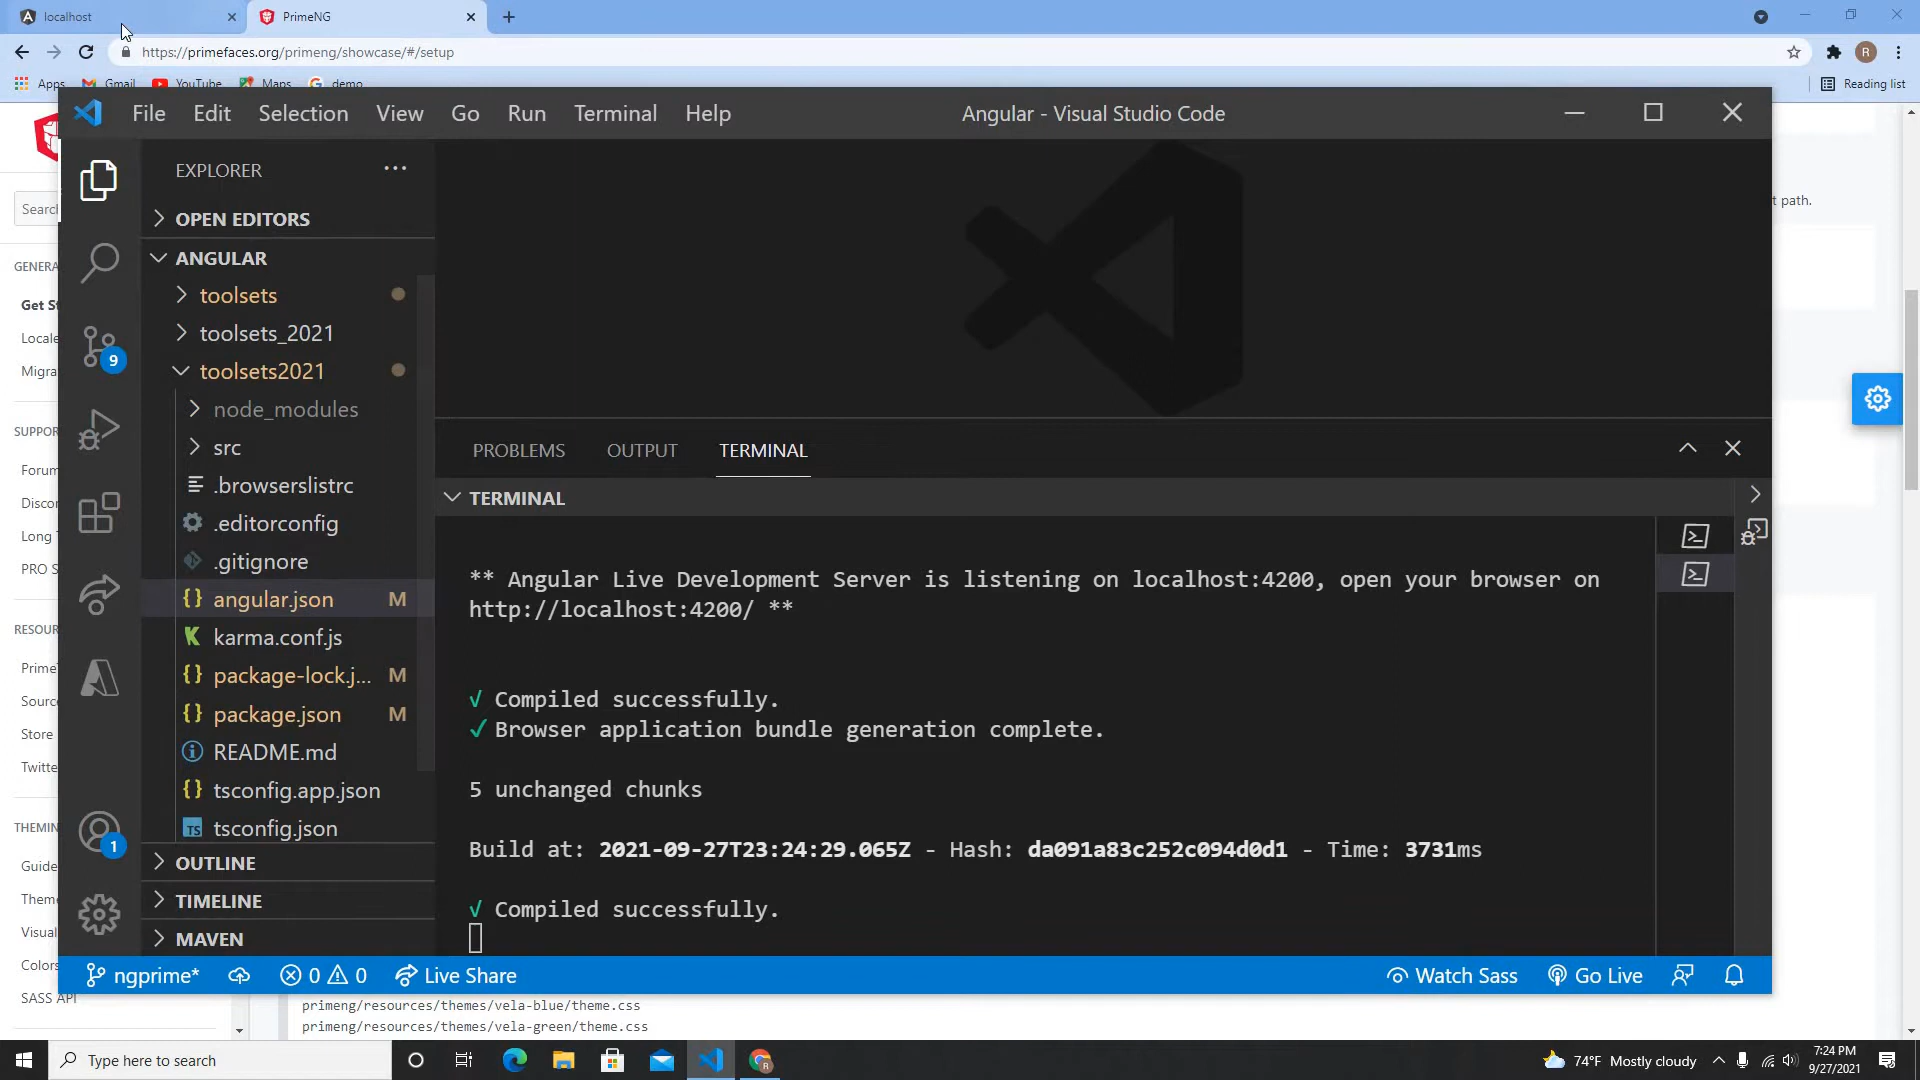 localhost
PrimeNG
https://primefaces.org/primeng/showcase/#/setup
Apps
Gmail
YouTube
Maps
demo
Reading list
File Edit Selection View Go Run Terminal Help
Angular - Visual Studio Code
EXPLORER
OPEN EDITORS
ANGULAR
toolsets
toolsets_2021
toolsets2021
node_modules
src
.browserslistrc
.editorconfig
.gitignore
angular.json M
karma.conf.js
package-lock.j... M
package.json M
README.md
tsconfig.app.json
tsconfig.json
OUTLINE
TIMELINE
MAVEN
9
1
PROBLEMS OUTPUT TERMINAL
TERMINAL
** Angular Live Development Server is listening on localhost:4200, open your browser on
http://localhost:4200/ **
√ Compiled successfully.
✓ Browser application bundle generation complete.
5 unchanged chunks
Build at: 2021-09-27T23:24:29.065Z - Hash: da091a83c252c094d0d1 - Time: 3731ms
√ Compiled successfully.
ngprime*
0 0
Live Share
Watch Sass
Go Live
Searc
GENERA
Get St
Locale
Migra
SUPPOR
Forum
Discor
Long T
PRO S
RESOUR
Prime
Source
Store
Twitte
THEMIN
Guide
Theme
Visual
Colors
SASS API
t path.
primeng/resources/themes/vela-blue/theme.css
primeng/resources/themes/vela-green/theme.css
Type here to search
74°F Mostly cloudy
7:24 PM
9/27/2021
R